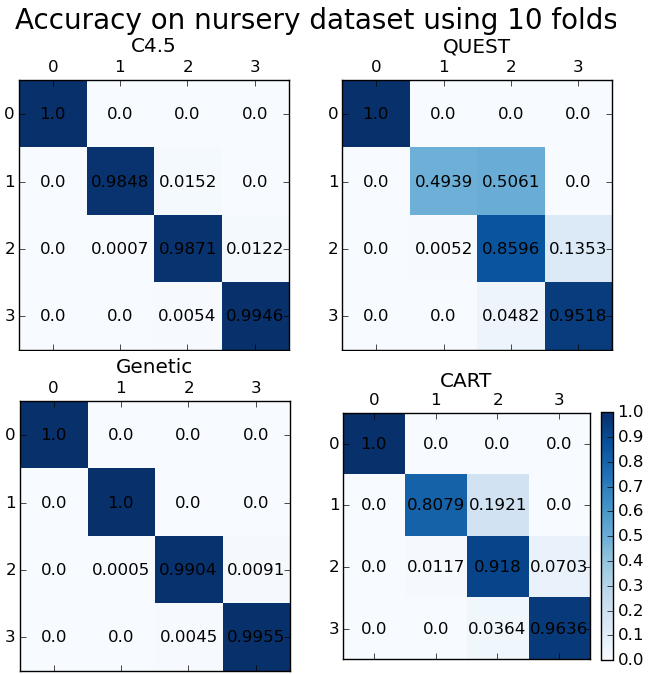 Accuracy on nursery dataset using 10 folds
C4.5
0 1 2 3
0 1.0 0.0 0.0 0.0
1 0.0 0.9848 0.0152 0.0
2 0.0 0.0007 0.9871 0.0122
3 0.0 0.0 0.0054 0.9946
QUEST
0 1 2 3
0 1.0 0.0 0.0 0.0
1 0.0 0.4939 0.5061 0.0
2 0.0 0.0052 0.8596 0.1353
3 0.0 0.0 0.0482 0.9518
Genetic
0 1 2 3
0 1.0 0.0 0.0 0.0
1 0.0 1.0 0.0 0.0
2 0.0 0.0005 0.9904 0.0091
3 0.0 0.0 0.0045 0.9955
CART
0 1 2 3
0 1.0 0.0 0.0 0.0
1 0.0 0.8079 0.1921 0.0
2 0.0 0.0117 0.918 0.0703
3 0.0 0.0 0.0364 0.9636
1.0
0.9
0.8
0.7
0.6
0.5
0.4
0.3
0.2
0.1
0.0